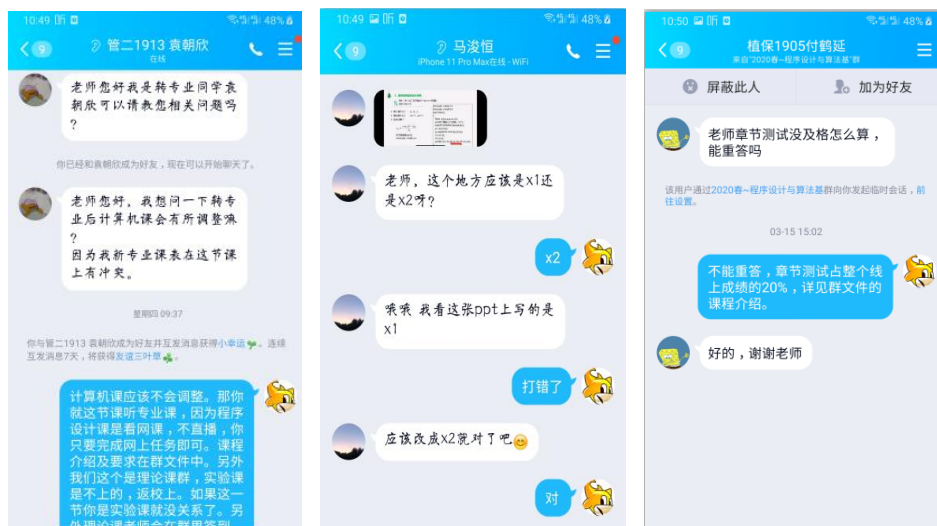 10:49
48%
9
管二1913 袁朝欣
在线
老师您好我是转专业同学袁
朝欣可以请教您相关问题吗
?
你已经和袁朝欣成为好友，现在可以开始聊天了。
老师您好，我想问一下转专
业后计算机课会有所调整嘛
?
因为我新专业课表在这节课
上有冲突。
星期四 09:37
你与管二1913 袁朝欣成为好友并互发消息获得小幸运。连续
互发消息7天，将获得友谊三叶草。
计算机课应该不会调整。那你
就这节课听专业课，因为程序
设计课是看网课，不直播，你
只要完成网上任务即可。课程
介绍及要求在群文件中。另外
我们这个是理论课群，实验课
是不上的，返校上。如果这一
节你是实验课就没关系了。另
外理论课老师会在群里签到
10:49
48%
9
马浚恒
iPhone 11 Pro Max在线 - WiFi
老师，这个地方应该是x1还
是x2呀?
x2
哦哦 我看这张ppt上写的是
x1
打错了
应该改成x2就对了吧
对
10:50
48%
9
植保1905付鹤延
来自"2020春~程序设计与算法基"群
屏蔽此人
加为好友
老师章节测试没及格怎么算，
能重答吗
该用户通过2020春~程序设计与算法基群向你发起临时会话，前
往设置。
03-15 15:02
不能重答，章节测试占整个线
上成绩的20%，详见群文件的
课程介绍。
好的，谢谢老师